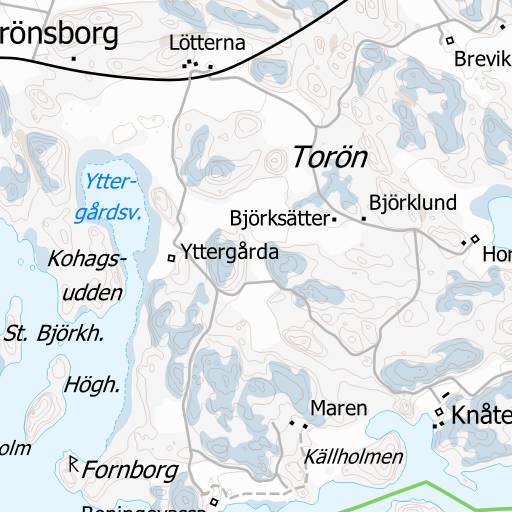 rönsborg
Lötterna
Brevik
Torön
Ytter-
gårdsv.
Björksätter
Björklund
Kohags-
udden
Yttergårda
Hor
St. Björkh.
Högh.
Maren
Knåte
Källholmen
olm
Fornborg